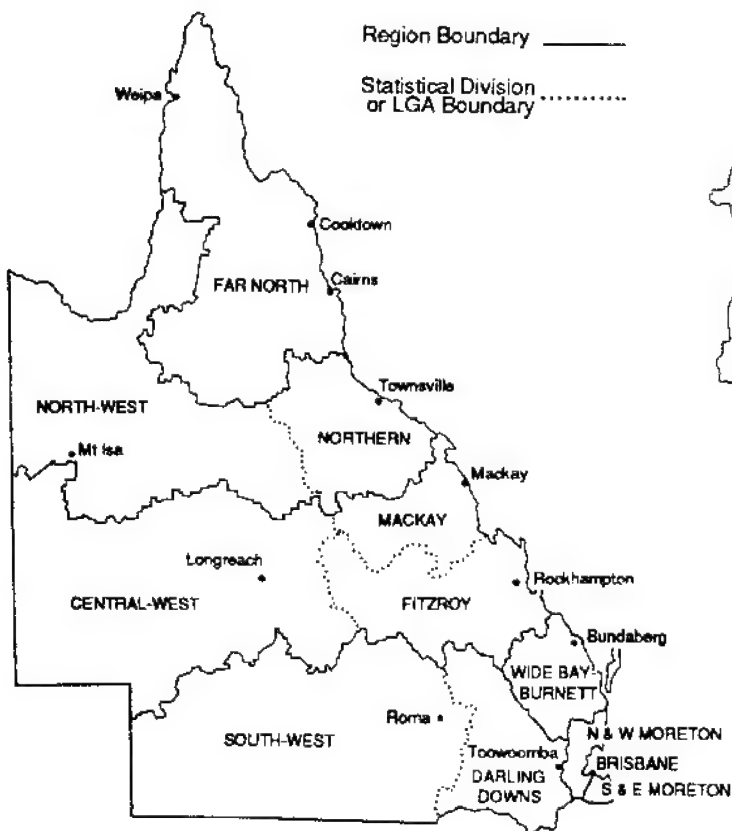 Region Boundary
Statistical Division
or LGA Boundary
Weipa
Cooktown
Cairns
FAR NORTH
Townsville
NORTH-WEST
NORTHERN
Mt Isa
Mackay
MACKAY
Longreach
Rockhampton
CENTRAL-WEST
FITZROY
Bundaberg
WIDE BAY-
BURNETT
Roma
N & W MORETON
SOUTH-WEST
Toowoomba
BRISBANE
DARLING
DOWNS
S & E MORETON